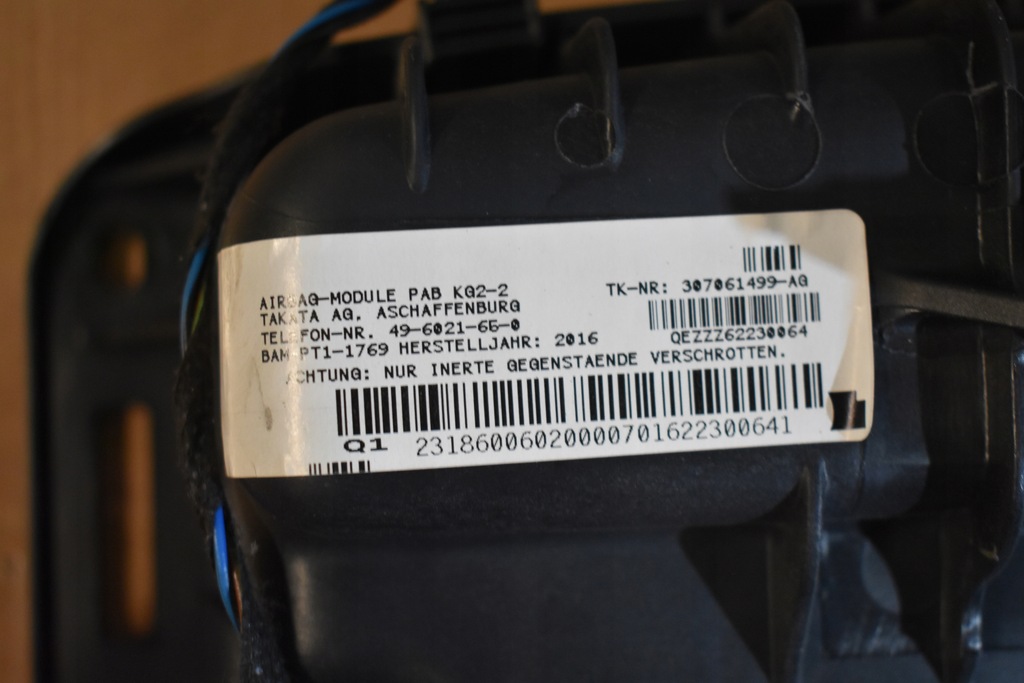 AIRBAG-MODULE PAB KG2-2
TAKATA AG. ASCHAFFENBURG
TELEFON-NR. 49-6021-65-0
BAM-PT1-1769 HERSTELLJAHR: 2016
ACHTUNG: NUR INERTE GEGENSTAENDE VERSCHROTTEN.
TK-NR: 307061499-AG
QEZZZ62230064
Q1 23186006020000701622300641